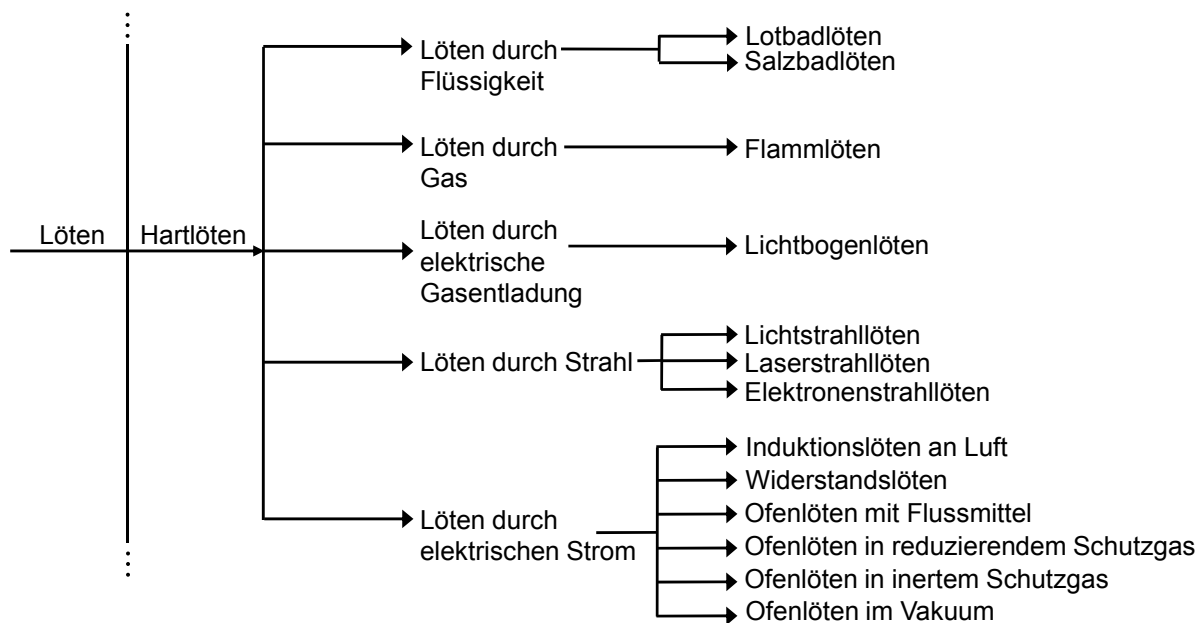 Löten
Hartlöten
Löten durch
Flüssigkeit
Lotbadlöten
Salzbadlöten
Löten durch
Gas
Flammlöten
Löten durch
elektrische
Gasentladung
Lichtbogenlöten
Löten durch Strahl
Lichtstrahllöten
Laserstrahllöten
Elektronenstrahllöten
Löten durch
elektrischen Strom
Induktionslöten an Luft
Widerstandslöten
Ofenlöten mit Flussmittel
Ofenlöten in reduzierendem Schutzgas
Ofenlöten in inertem Schutzgas
Ofenlöten im Vakuum